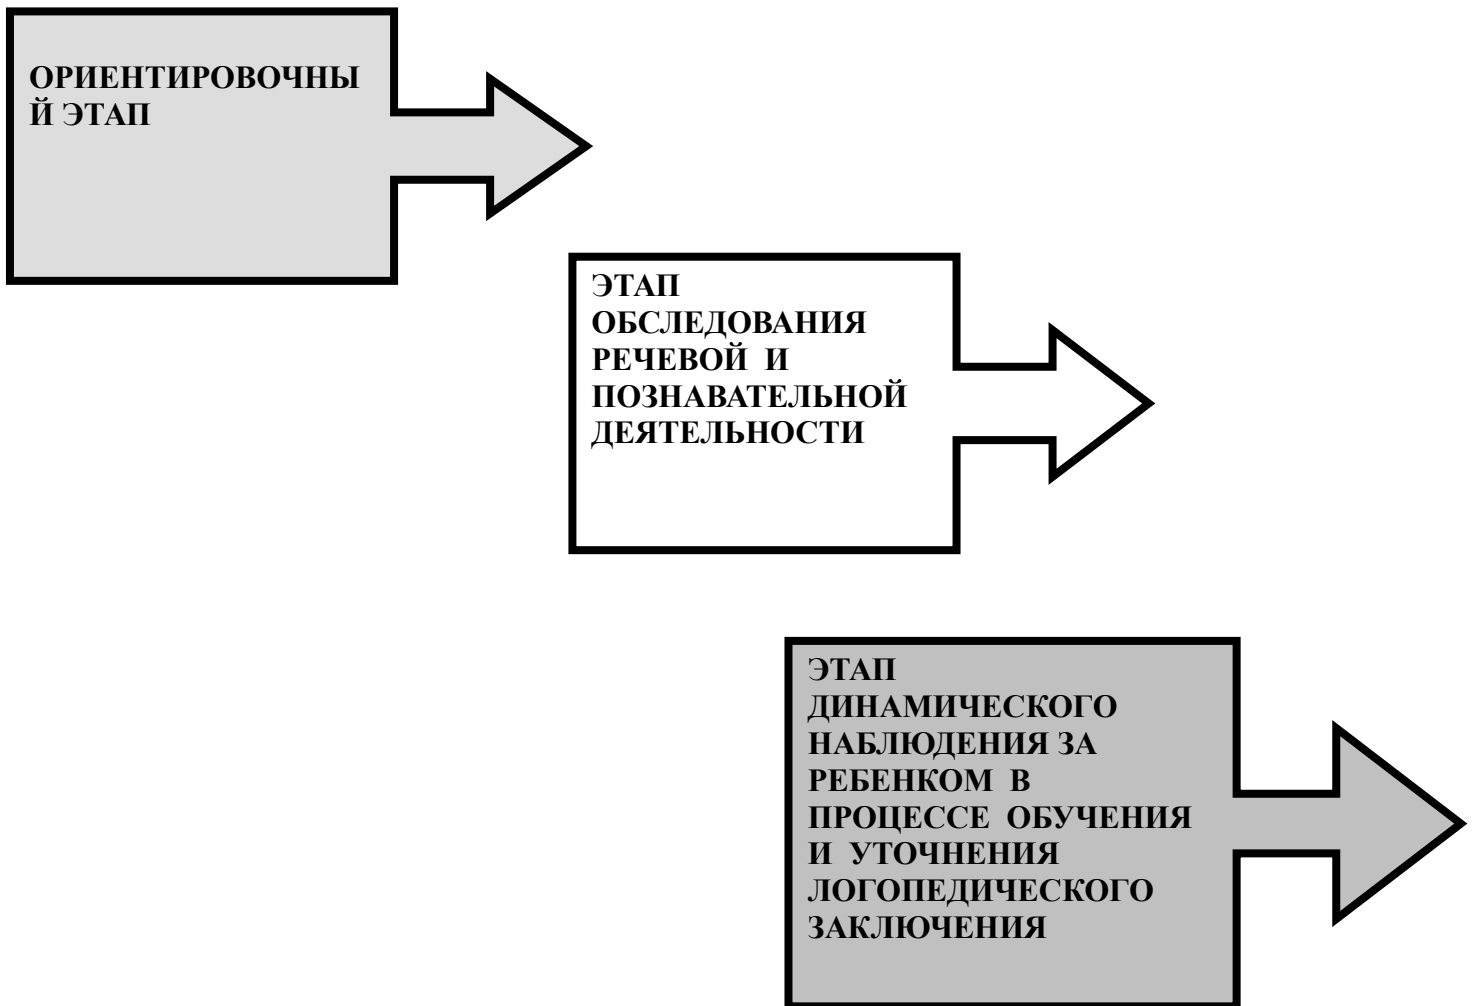 ОРИЕНТИРОВОЧНЫ
Й ЭТАП
ЭТАП
ОБСЛЕДОВАНИЯ
РЕЧЕВОЙ И
ПОЗНАВАТЕЛЬНОЙ
ДЕЯТЕЛЬНОСТИ
ЭТАП
ДИНАМИЧЕСКОГО
НАБЛЮДЕНИЯ ЗА
РЕБЕНКОМ В
ПРОЦЕССЕ ОБУЧЕНИЯ
И УТОЧНЕНИЯ
ЛОГОПЕДИЧЕСКОГО
ЗАКЛЮЧЕНИЯ